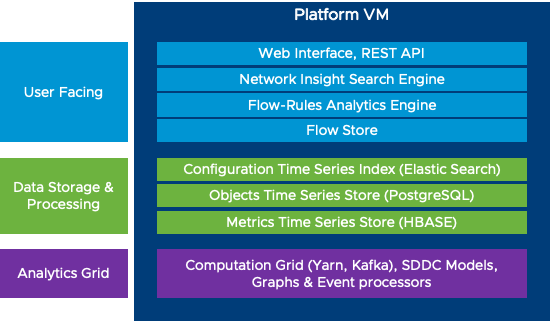 Platform VM
User Facing
Web Interface, REST API
Network Insight Search Engine
Flow-Rules Analytics Engine
Flow Store
Data Storage &
Processing
Configuration Time Series Index (Elastic Search)
Objects Time Series Store (PostgreSQL)
Metrics Time Series Store (HBASE)
Analytics Grid
Computation Grid (Yarn, Kafka), SDDC Models,
Graphs & Event processors